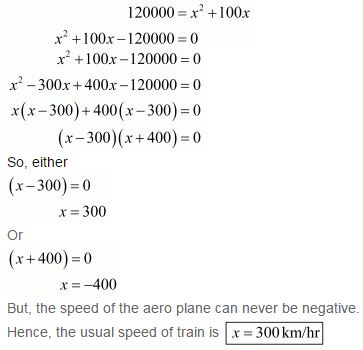 120000 = x² + 100x
x² + 100x − 120000 = 0
x² + 100x − 120000 = 0
x² − 300x + 400x − 120000 = 0
x(x − 300) + 400(x − 300) = 0
(x − 300)(x + 400) = 0
So, either
(x − 300) = 0
x = 300
Or
(x + 400) = 0
x = −400
But, the speed of the aero plane can never be negative.
Hence, the usual speed of train is x = 300 km/hr